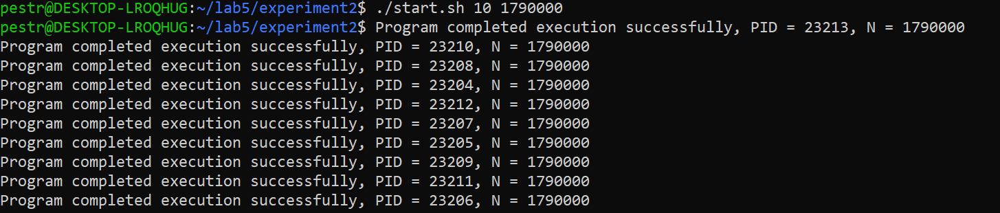 pestr@DESKTOP-LROQHUG:~/lab5/experiment2$ ./start.sh 10 1790000
pestr@DESKTOP-LROQHUG:~/lab5/experiment2$ Program completed execution successfully, PID = 23213, N = 1790000
Program completed execution successfully, PID = 23210, N = 1790000
Program completed execution successfully, PID = 23208, N = 1790000
Program completed execution successfully, PID = 23204, N = 1790000
Program completed execution successfully, PID = 23212, N = 1790000
Program completed execution successfully, PID = 23207, N = 1790000
Program completed execution successfully, PID = 23205, N = 1790000
Program completed execution successfully, PID = 23209, N = 1790000
Program completed execution successfully, PID = 23211, N = 1790000
Program completed execution successfully, PID = 23206, N = 1790000